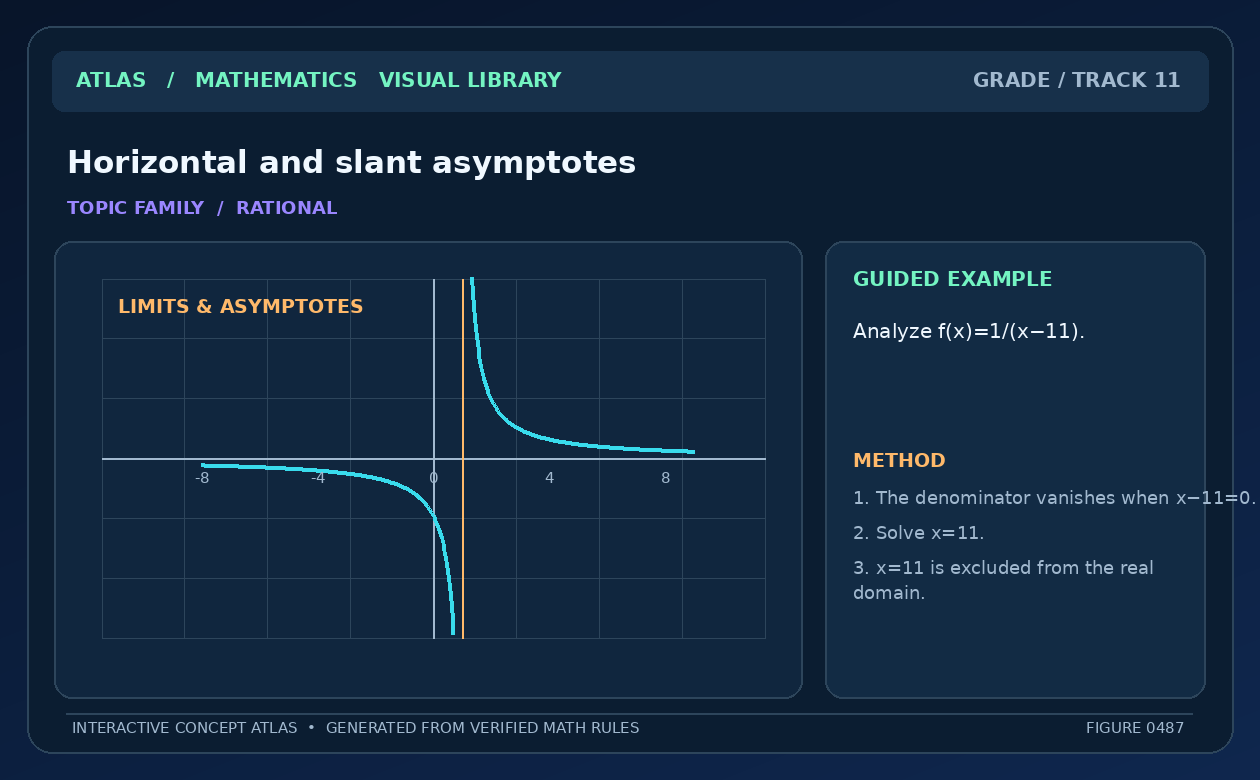 ATLAS / MATHEMATICS VISUAL LIBRARY
GRADE / TRACK 11
Horizontal and slant asymptotes
TOPIC FAMILY / RATIONAL
LIMITS & ASYMPTOTES
-8 -4 0 4 8
GUIDED EXAMPLE
Analyze f(x)=1/(x−11).
METHOD
1. The denominator vanishes when x−11=0.
2. Solve x=11.
3. x=11 is excluded from the real
domain.
INTERACTIVE CONCEPT ATLAS • GENERATED FROM VERIFIED MATH RULES
FIGURE 0487